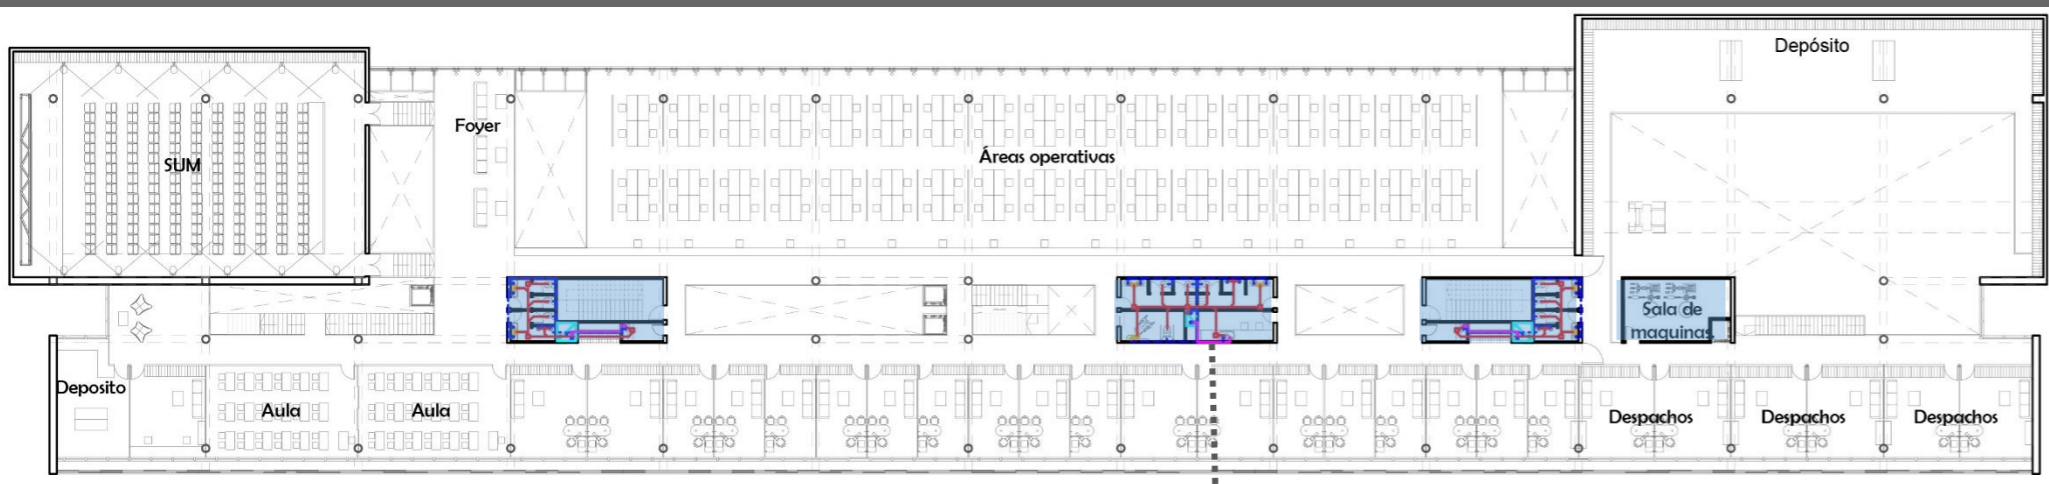 Depósito
Foyer
SUM
Áreas operativas
Sala de
maquinas
Deposito
Aula
Aula
Despachos
Despachos
Despachos